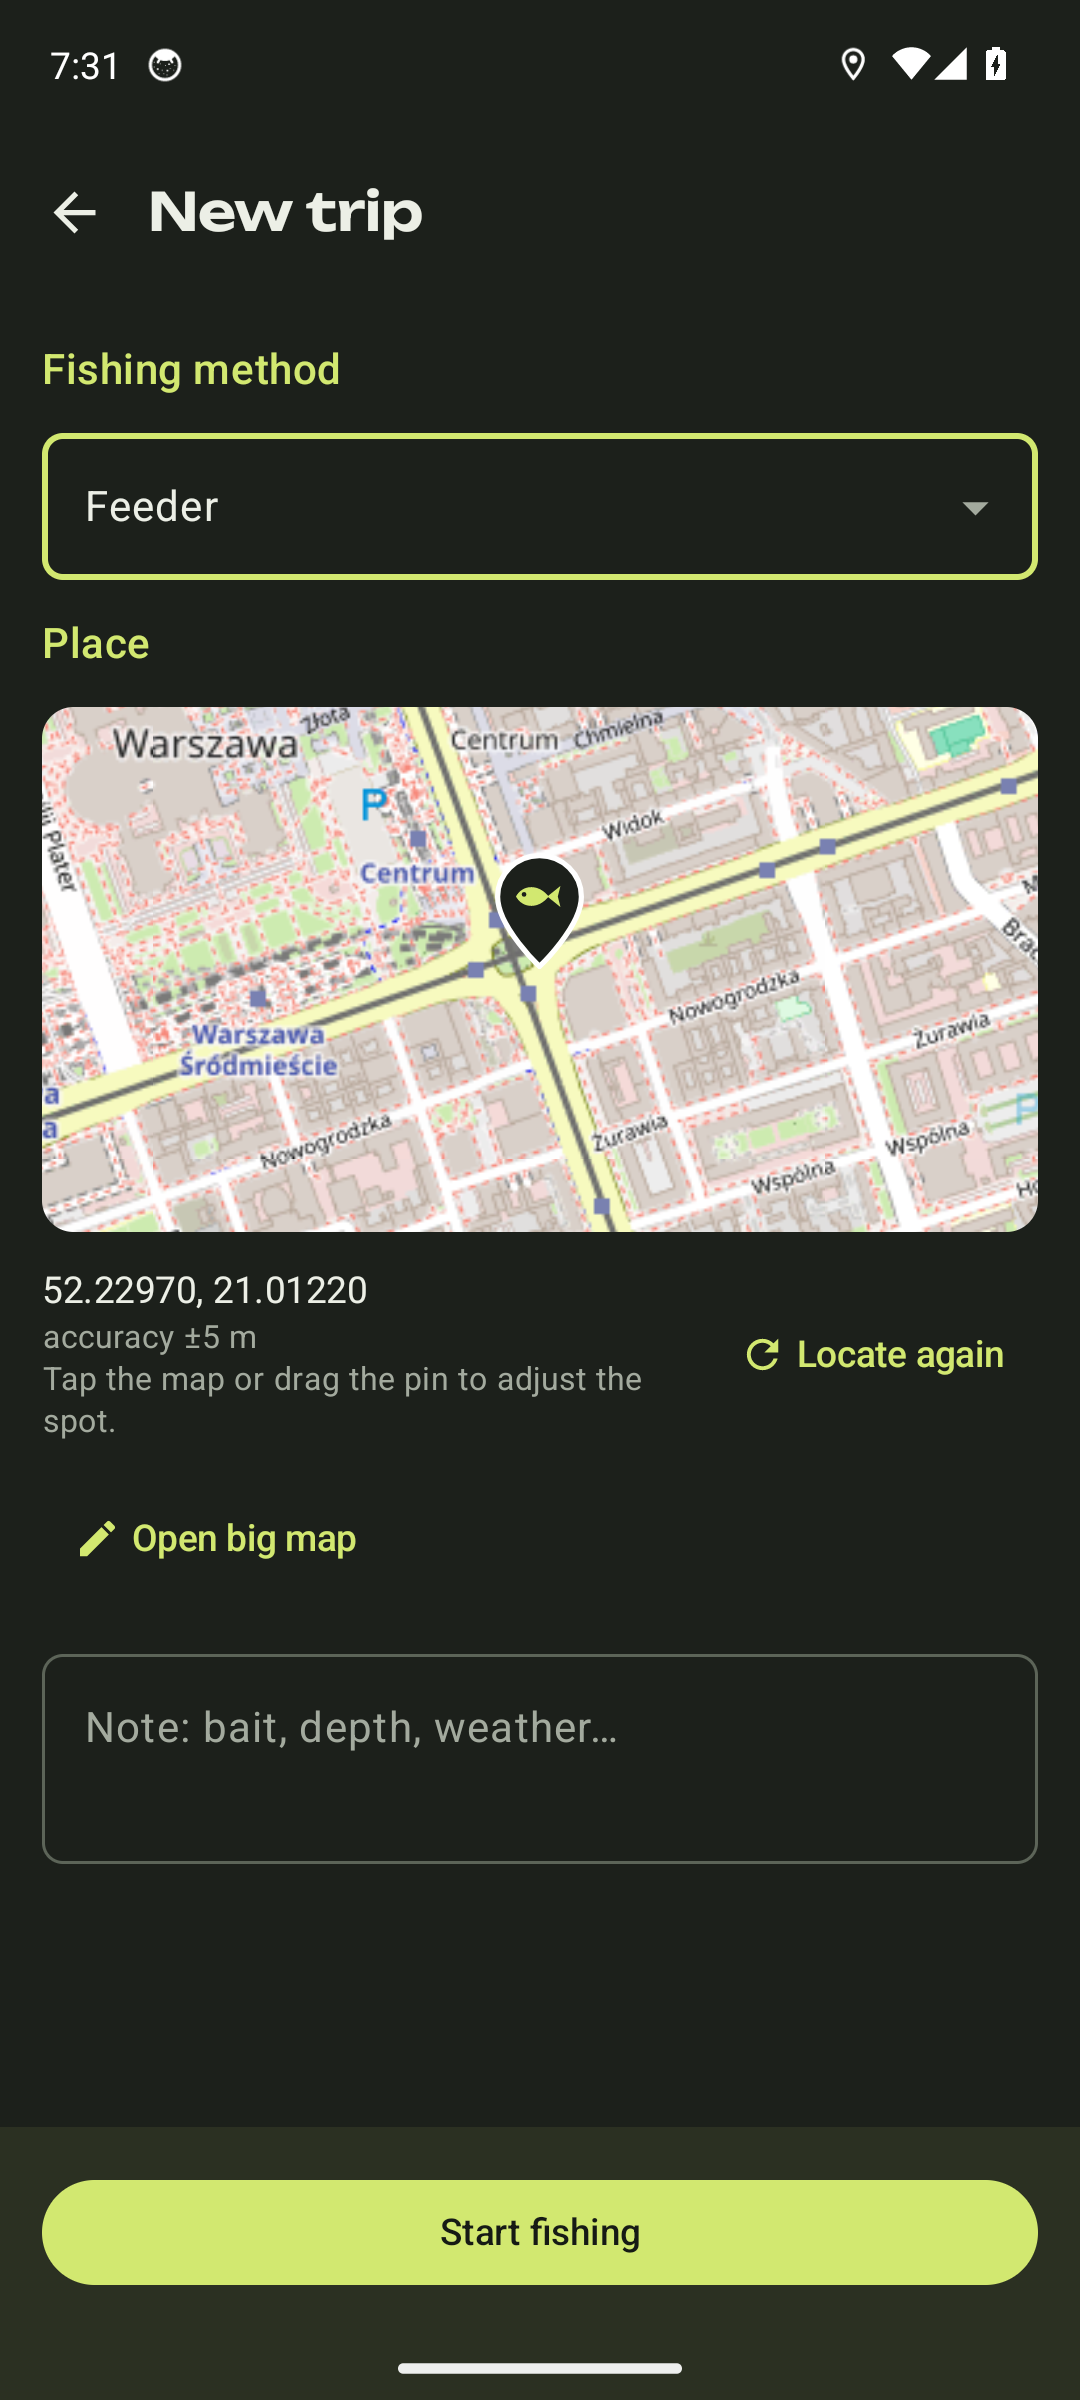 7:31
New trip
Fishing method
Feeder
Place
Złota
Warszawa
Centrum
Chmielna
P
Widok
Plater
Centrum
Nowogrodzka
Żurawia
Warszawa
Śródmieście
a
a
Nowogrodzka
Żurawia
Wspólna
Wspólna
52.22970, 21.01220
accuracy ±5 m
Tap the map or drag the pin to adjust the
spot.
Locate again
Open big map
Note: bait, depth, weather…
Start fishing